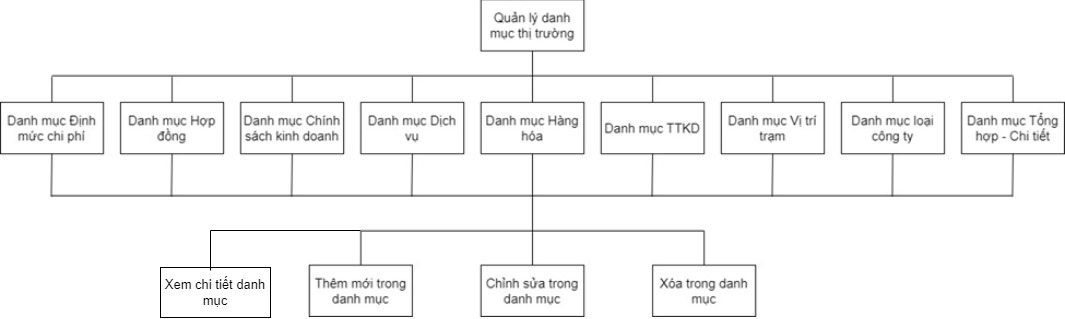 Quản lý danh
mục thị trường
Danh mục Định
mức chi phí
Danh mục Hợp
đồng
Danh mục Chính
sách kinh doanh
Danh mục Dịch
vụ
Danh mục Hàng
hóa
Danh mục TTKD
Danh mục Vị trí
trạm
Danh mục loại
công ty
Danh mục Tổng
hợp - Chi tiết
Xem chi tiết danh
mục
Thêm mới trong
danh mục
Chỉnh sửa trong
danh mục
Xóa trong danh
mục